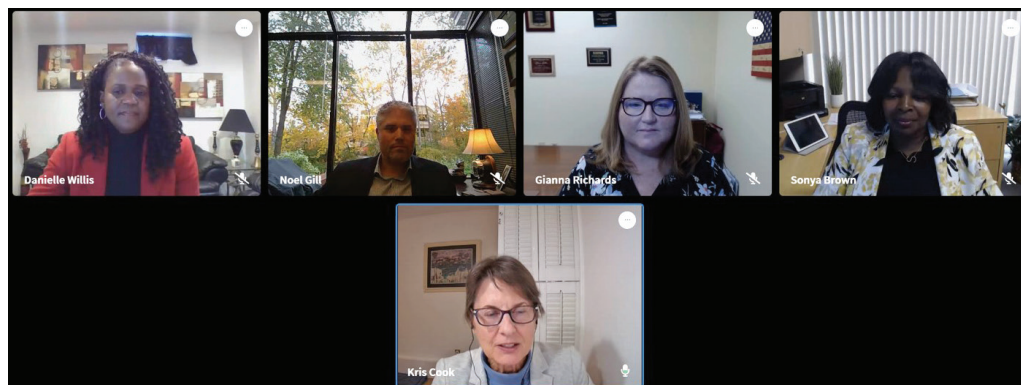 Danielle Willis
Noel Gill
Gianna Richards
Sonya Brown
Kris Cook